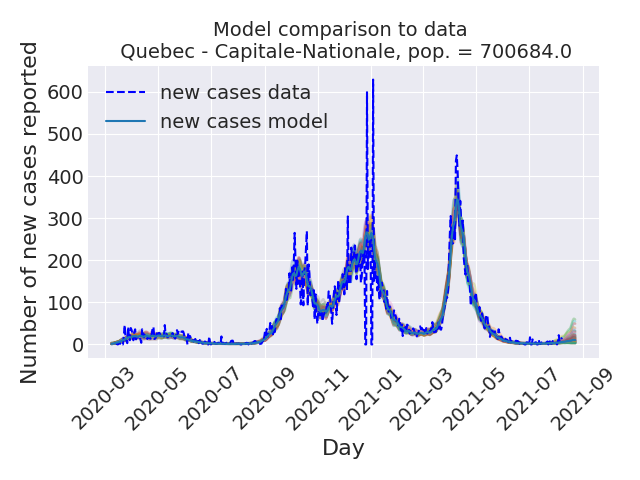 Model comparison to data
Quebec - Capitale-Nationale, pop. = 700684.0
Number of new cases reported
600
500
400
300
200
100
0
new cases data
new cases model
2020-03
2020-05
2020-07
2020-09
2020-11
2021-01
2021-03
2021-05
2021-07
2021-09
Day